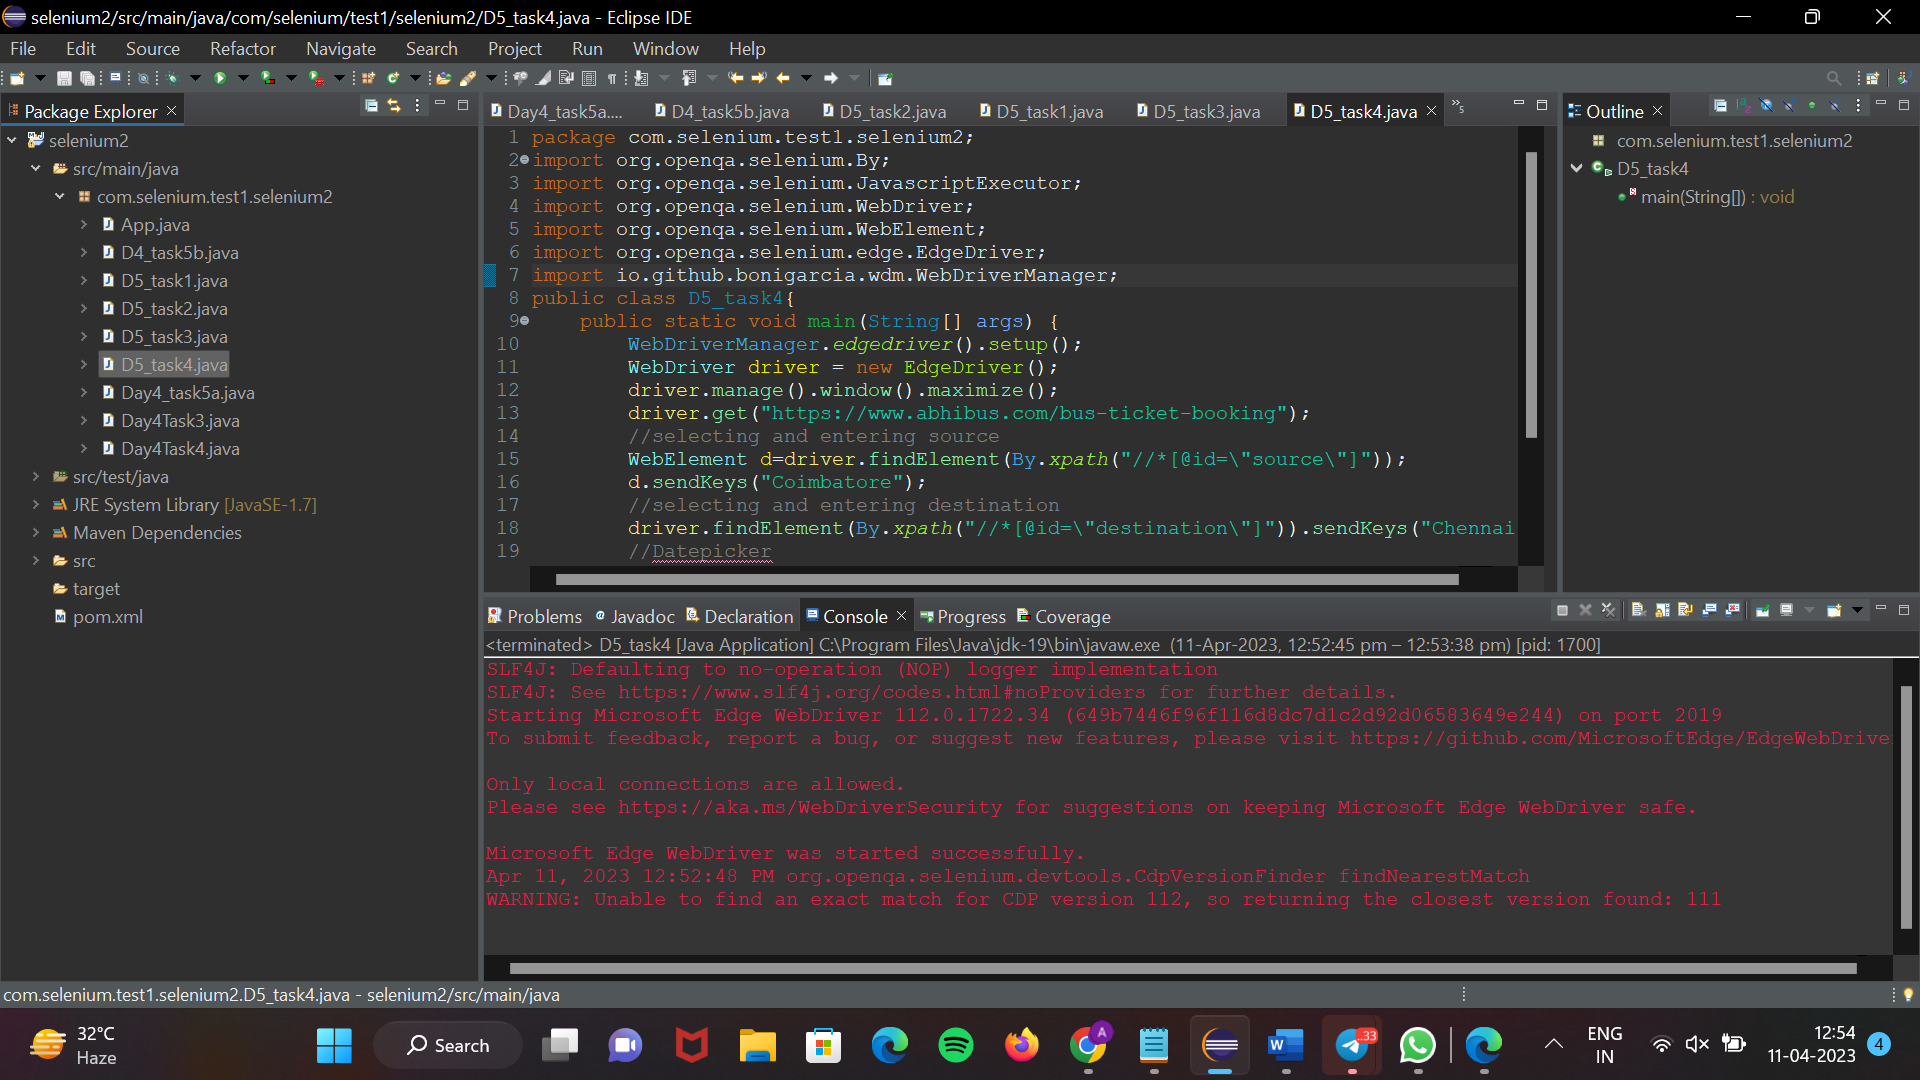 selenium2/src/main/java/com/selenium/test1/selenium2/D5_task4.java - Eclipse IDE
File Edit Source Refactor Navigate Search Project Run Window Help
Package Explorer
selenium2
src/main/java
com.selenium.test1.selenium2
App.java
D4_task5b.java
D5_task1.java
D5_task2.java
D5_task3.java
D5_task4.java
Day4_task5a.java
Day4Task3.java
Day4Task4.java
src/test/java
JRE System Library [JavaSE-1.7]
Maven Dependencies
src
target
pom.xml
Day4_task5a.... D4_task5b.java D5_task2.java D5_task1.java D5_task3.java D5_task4.java »5
1 package com.selenium.test1.selenium2;
2 import org.openqa.selenium.By;
3 import org.openqa.selenium.JavascriptExecutor;
4 import org.openqa.selenium.WebDriver;
5 import org.openqa.selenium.WebElement;
6 import org.openqa.selenium.edge.EdgeDriver;
7 import io.github.bonigarcia.wdm.WebDriverManager;
8 public class D5_task4{
9 public static void main(String[] args) {
10 WebDriverManager.edgedriver().setup();
11 WebDriver driver = new EdgeDriver();
12 driver.manage().window().maximize();
13 driver.get("https://www.abhibus.com/bus-ticket-booking");
14 //selecting and entering source
15 WebElement d=driver.findElement(By.xpath("//*[@id=\"source\"]"));
16 d.sendKeys("Coimbatore");
17 //selecting and entering destination
18 driver.findElement(By.xpath("//*[@id=\"destination\"]")).sendKeys("Chennai
19 //Datepicker
Outline
com.selenium.test1.selenium2
D5_task4
main(String[]) : void
Problems Javadoc Declaration Console Progress Coverage
<terminated> D5_task4 [Java Application] C:\Program Files\Java\jdk-19\bin\javaw.exe (11-Apr-2023, 12:52:45 pm – 12:53:38 pm) [pid: 1700]
SLF4J: Defaulting to no-operation (NOP) logger implementation
SLF4J: See https://www.slf4j.org/codes.html#noProviders for further details.
Starting Microsoft Edge WebDriver 112.0.1722.34 (649b7446f96f116d8dc7d1c2d92d06583649e244) on port 2019
To submit feedback, report a bug, or suggest new features, please visit https://github.com/MicrosoftEdge/EdgeWebDrive
Only local connections are allowed.
Please see https://aka.ms/WebDriverSecurity for suggestions on keeping Microsoft Edge WebDriver safe.
Microsoft Edge WebDriver was started successfully.
Apr 11, 2023 12:52:48 PM org.openqa.selenium.devtools.CdpVersionFinder findNearestMatch
WARNING: Unable to find an exact match for CDP version 112, so returning the closest version found: 111
com.selenium.test1.selenium2.D5_task4.java - selenium2/src/main/java
32°C
Haze
Search
A
..33
ENG
IN
12:54
11-04-2023
4